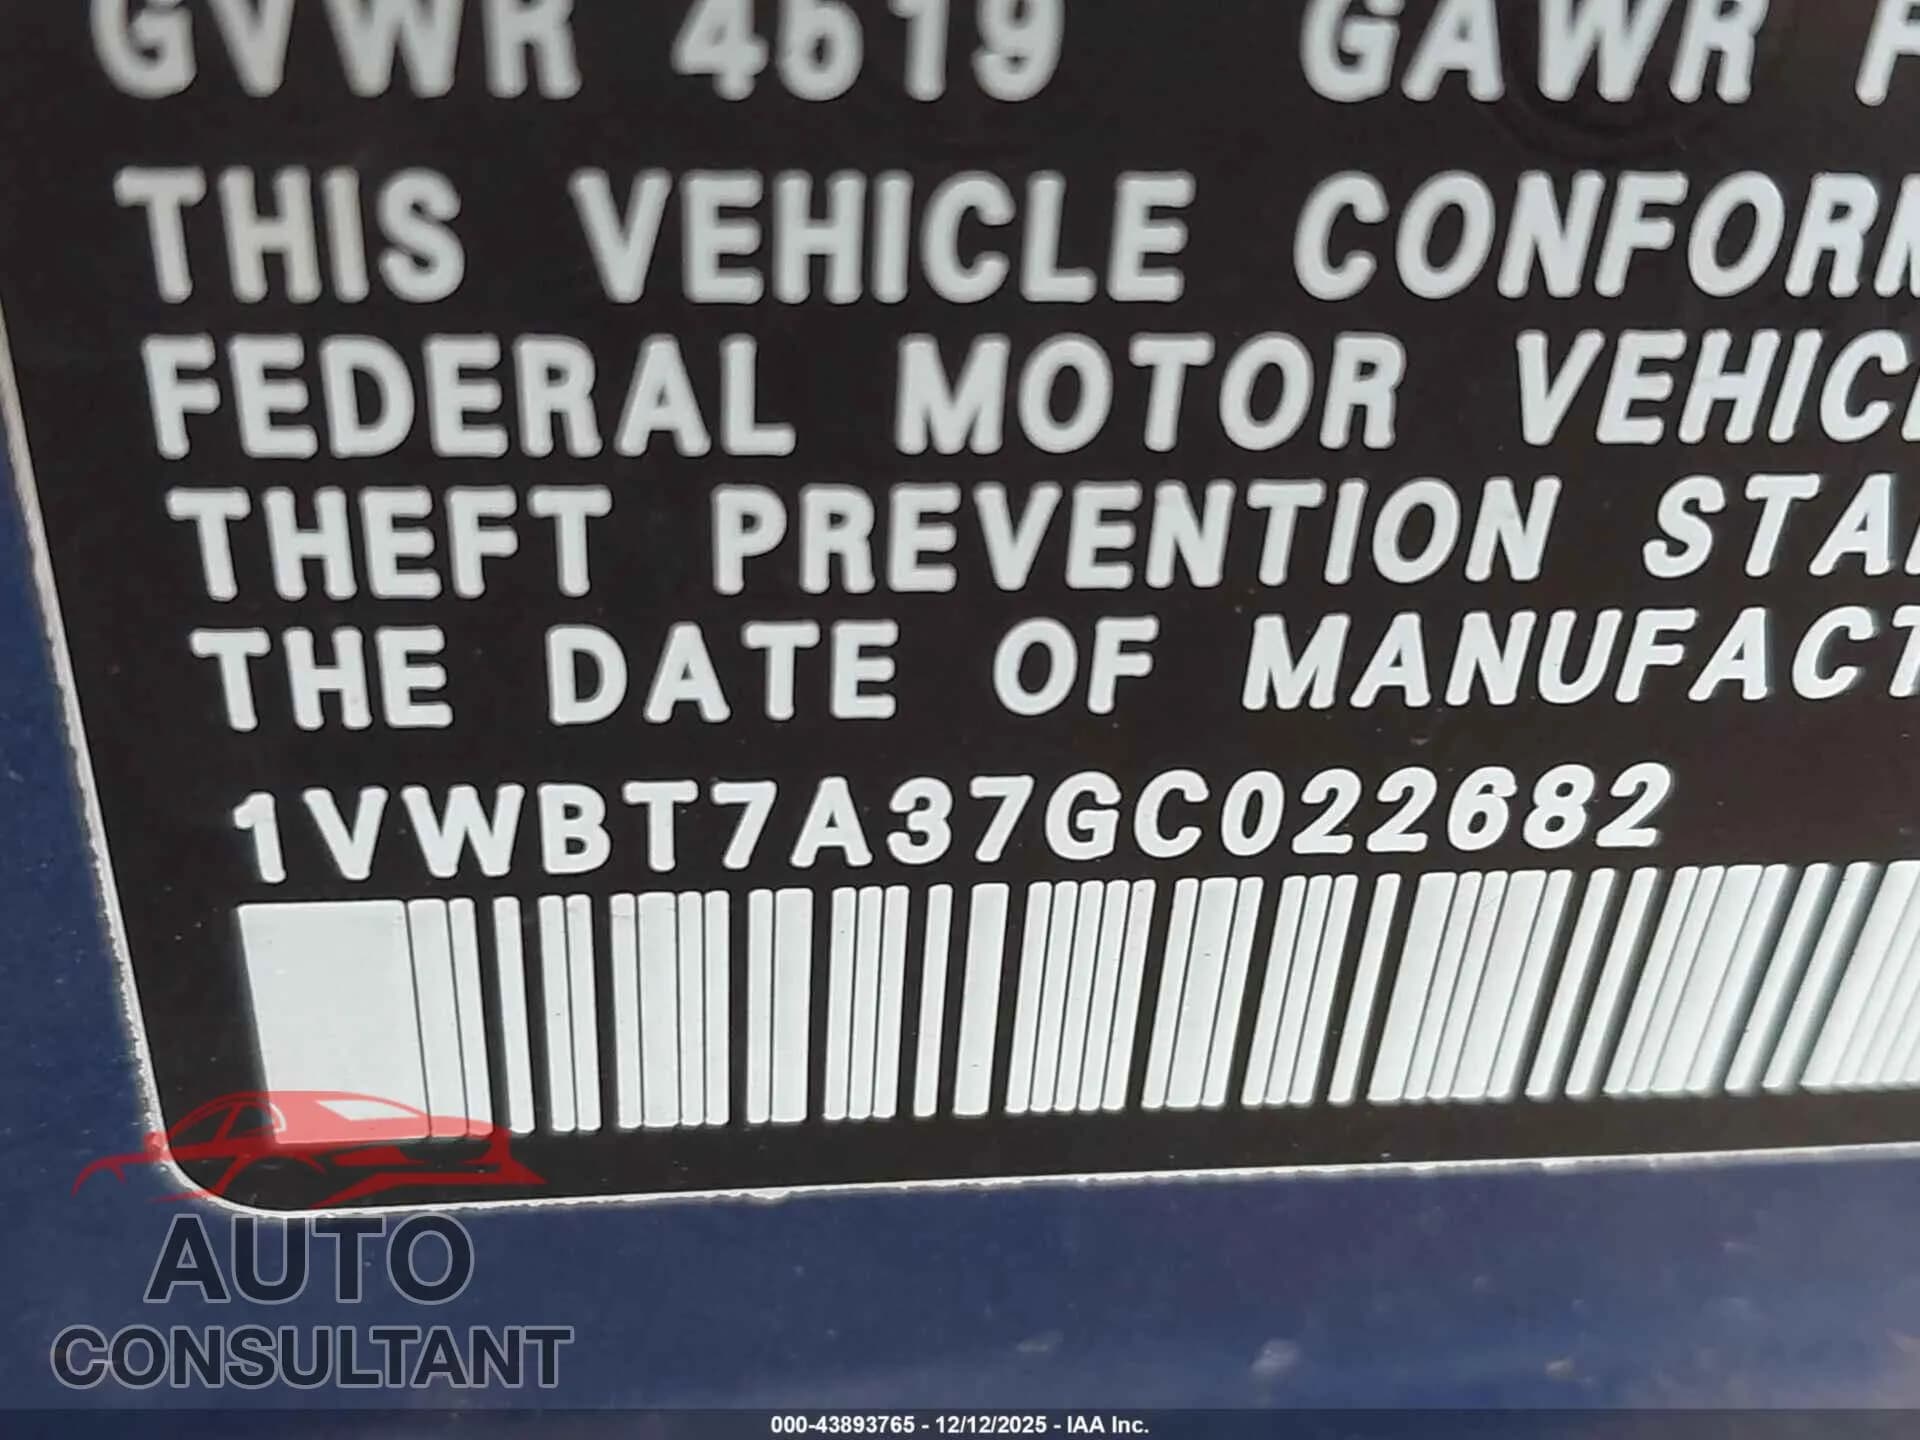 GVWR 4619 GAWR F
THIS VEHICLE CONFORM
FEDERAL MOTOR VEHIC
THEFT PREVENTION STA
THE DATE OF MANUFACT
1VWBT7A37GC022682
AUTO
CONSULTANT
000-43893765 - 12/12/2025 - IAA Inc.